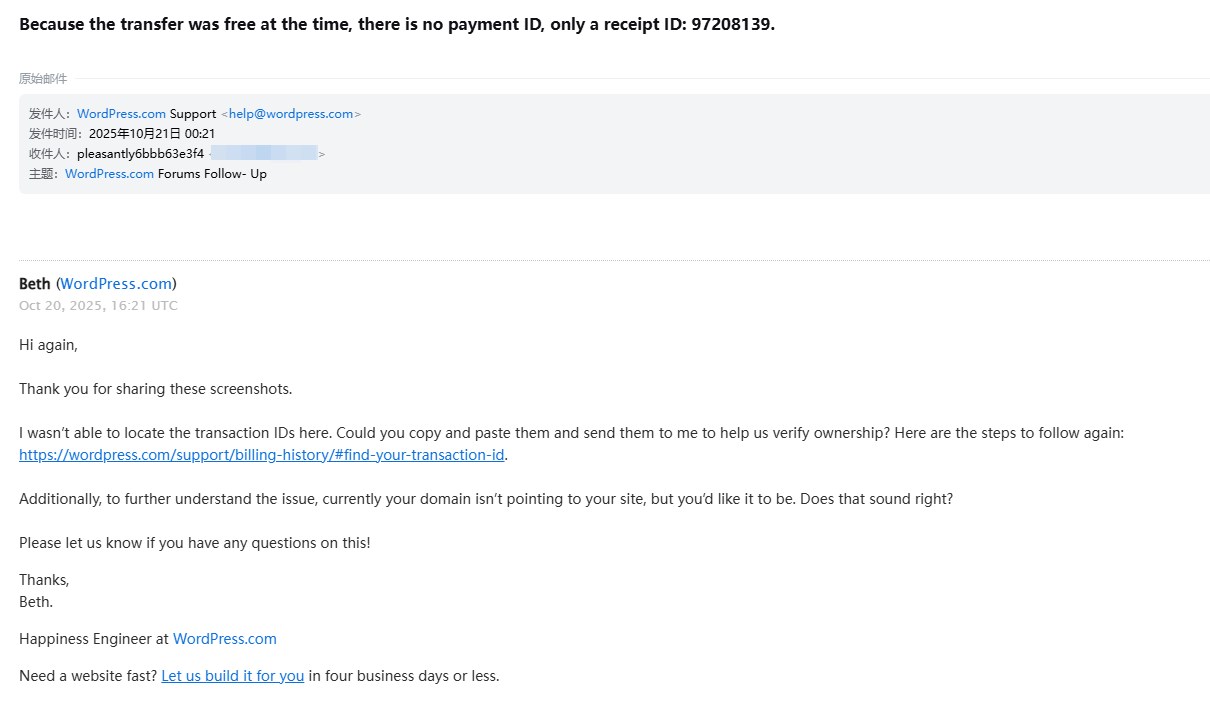 Because the transfer was free at the time, there is no payment ID, only a receipt ID: 97208139.
原始邮件
发件人：WordPress.com Support <help@wordpress.com>
发件时间：2025年10月21日 00:21
收件人：pleasantly6bbb63e3f4 >
主题：WordPress.com Forums Follow- Up
Beth (WordPress.com)
Oct 20, 2025, 16:21 UTC
Hi again,
Thank you for sharing these screenshots.
I wasn’t able to locate the transaction IDs here. Could you copy and paste them and send them to me to help us verify ownership? Here are the steps to follow again:
https://wordpress.com/support/billing-history/#find-your-transaction-id.
Additionally, to further understand the issue, currently your domain isn’t pointing to your site, but you’d like it to be. Does that sound right?
Please let us know if you have any questions on this!
Thanks,
Beth.
Happiness Engineer at WordPress.com
Need a website fast? Let us build it for you in four business days or less.